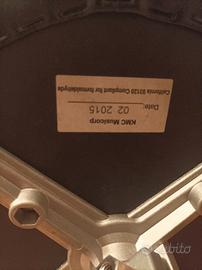 KMC Musicorp
Date: 02 2015
California 93120 Compliant for formaldehyde
subito